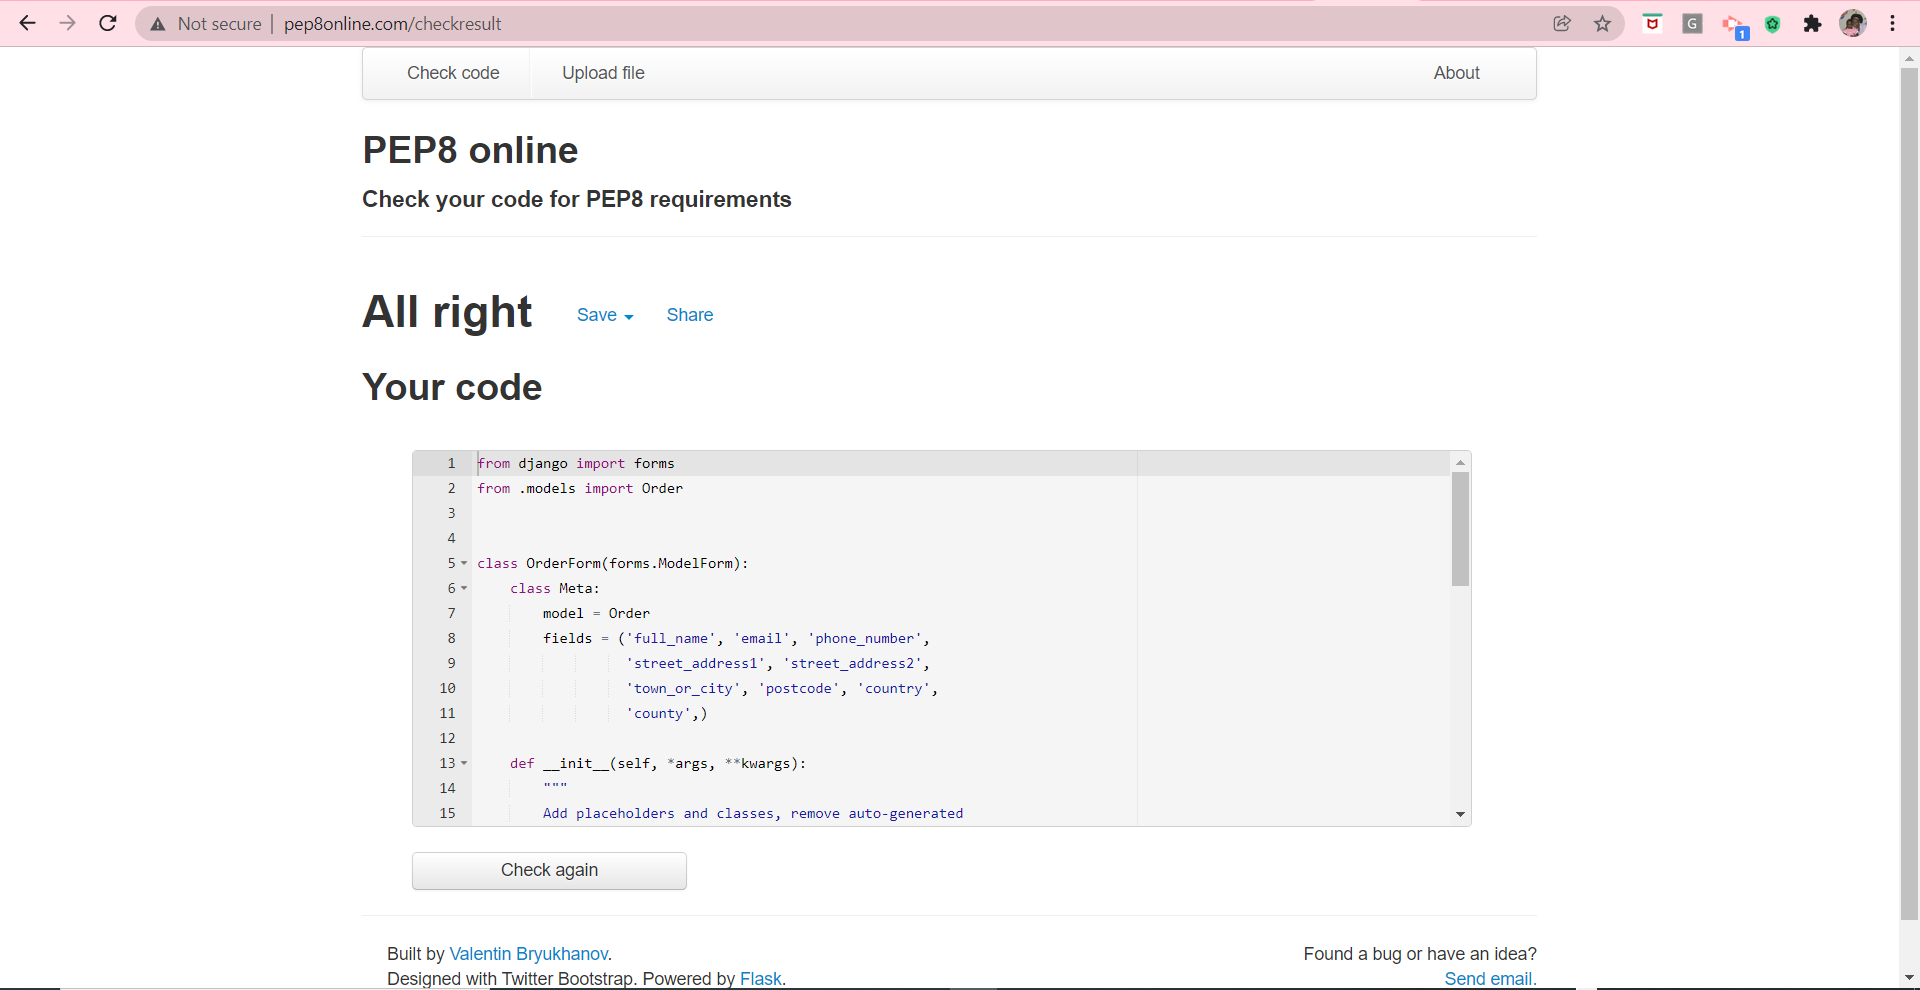 Not secure | pep8online.com/checkresult
G
1
Check code
Upload file
About
PEP8 online
Check your code for PEP8 requirements
All right
Save
Share
Your code
1 from django import forms
2 from .models import Order
3
4
5 class OrderForm(forms.ModelForm):
6     class Meta:
7         model = Order
8         fields = ('full_name', 'email', 'phone_number',
9                   'street_address1', 'street_address2',
10                   'town_or_city', 'postcode', 'country',
11                   'county',)
12
13     def __init__(self, *args, **kwargs):
14         """
15         Add placeholders and classes, remove auto-generated
Check again
Built by Valentin Bryukhanov.
Designed with Twitter Bootstrap. Powered by Flask.
Found a bug or have an idea?
Send email.